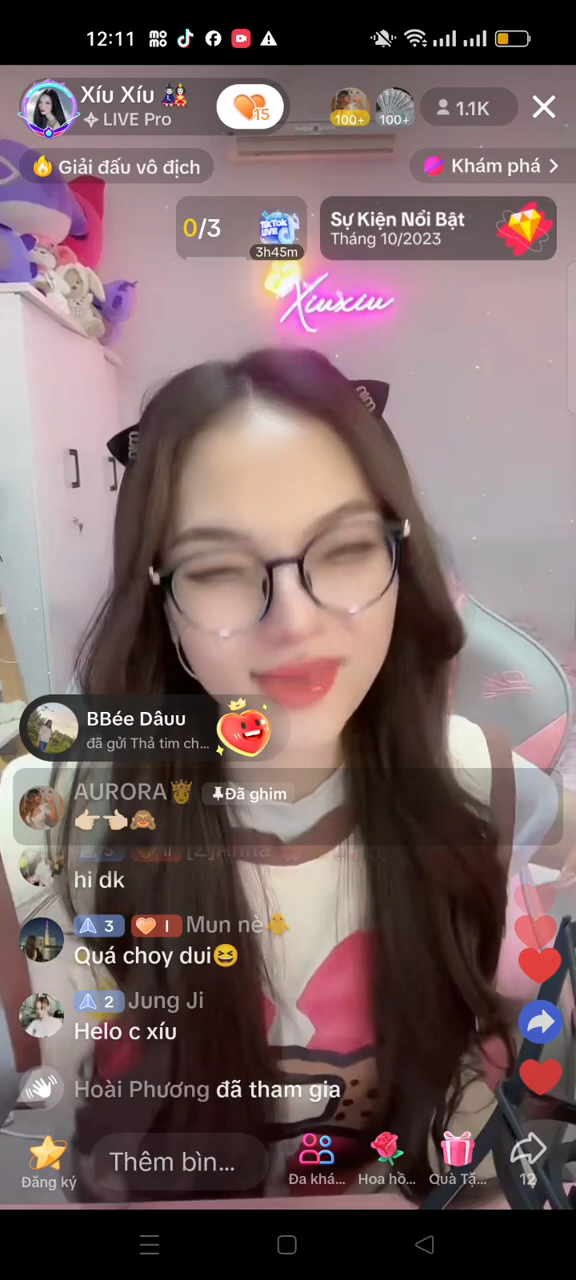 12:11
Xíu Xíu
LIVE Pro
15
100+
100+
1.1K
Giải đấu vô địch
Khám phá
0/3
TikTok
LIVE
3h45m
Sự Kiện Nổi Bật
Tháng 10/2023
Xiuxiu
BBée Dâuu
đã gửi Thả tim ch...
AURORA
Đã ghim
hi dk
3
1
Mun nè
Quá choy dui
2
Jung Ji
Helo c xíu
Hoài Phương đã tham gia
Đăng ký
Thêm bìn...
Đa khá...
Hoa hồ...
Quà Tặ...
12